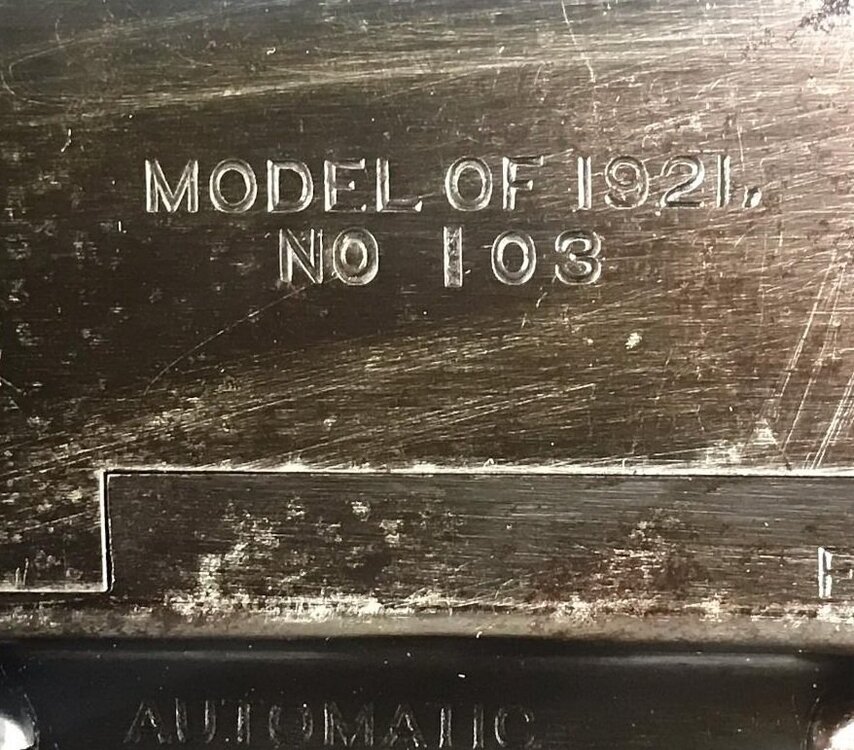 MODEL OF 1921.
NO 103
AUTOMATIC